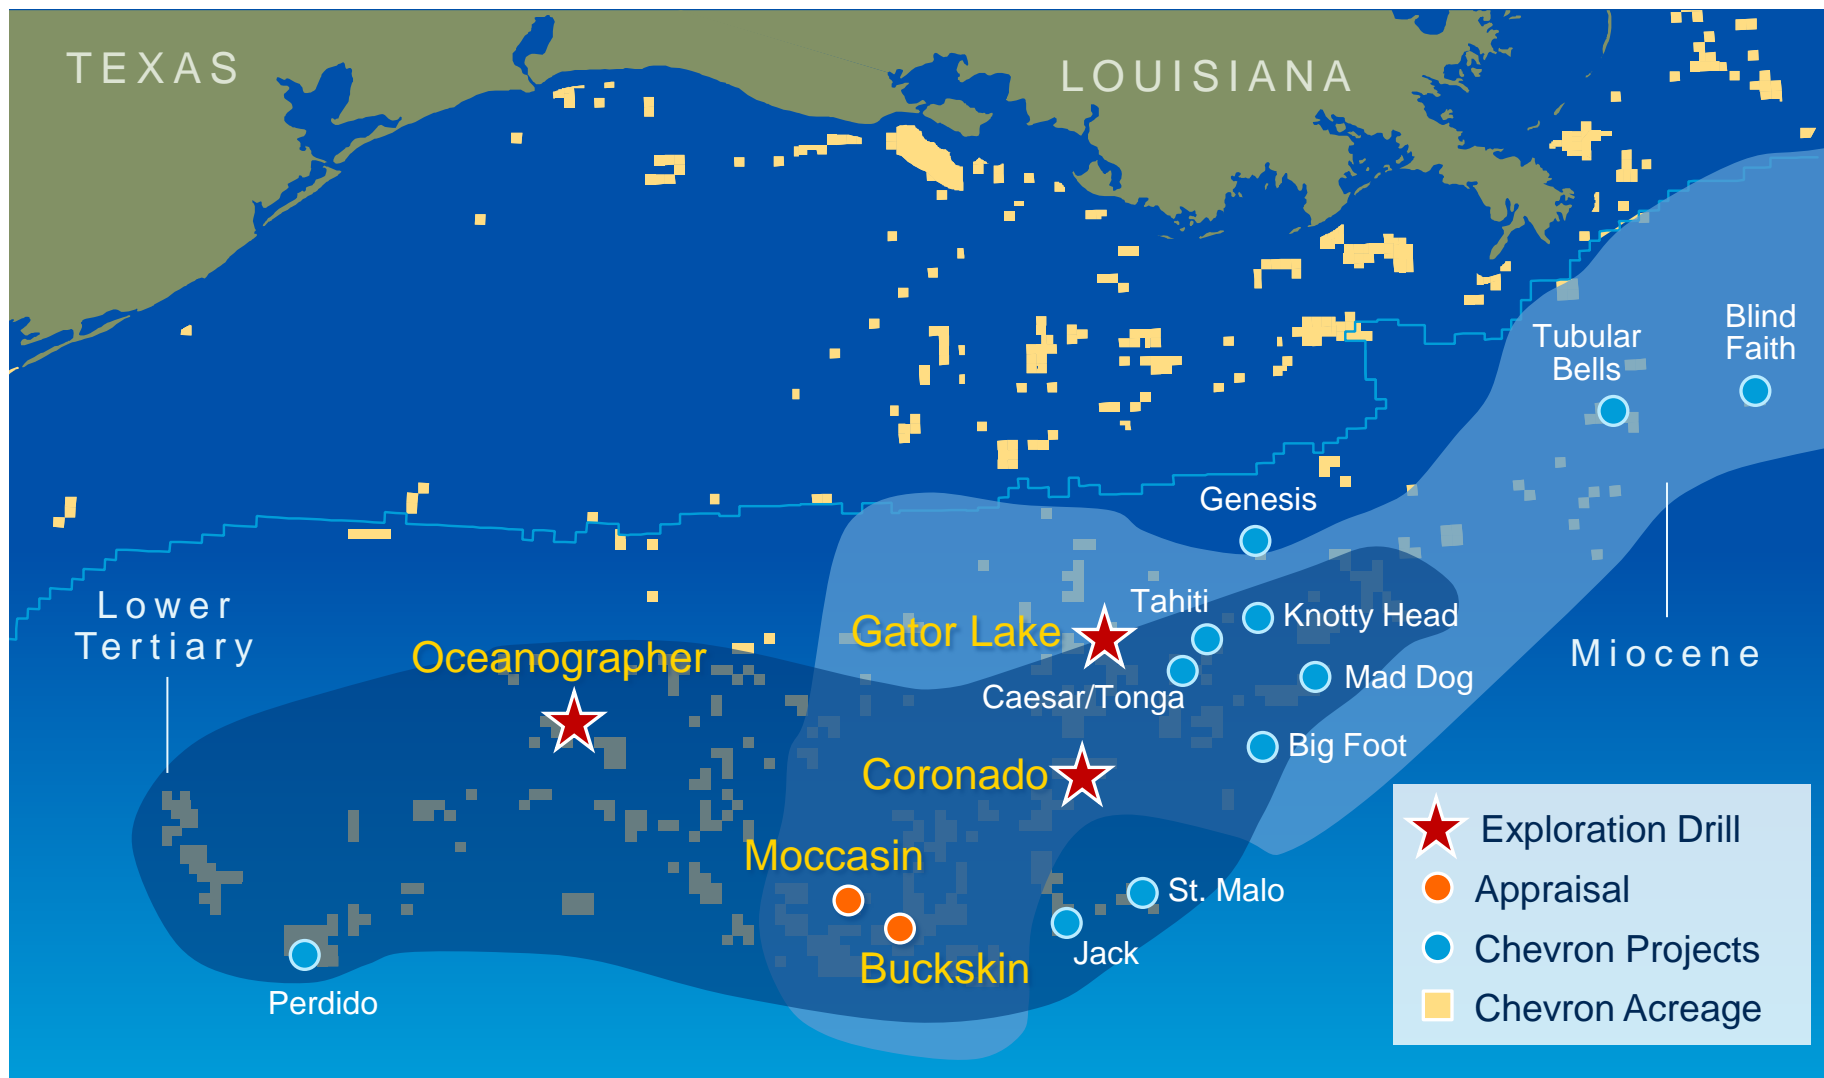 TEXAS
LOUISIANA
Blind
Faith
Tubular
Bells
Genesis
Lower
Tertiary
Tahiti
Knotty Head
Gator Lake
Oceanographer
Miocene
Mad Dog
Caesar/Tonga
Big Foot
Coronado
Moccasin
St. Malo
Jack
Buckskin
Perdido
Exploration Drill
Appraisal
Chevron Projects
Chevron Acreage